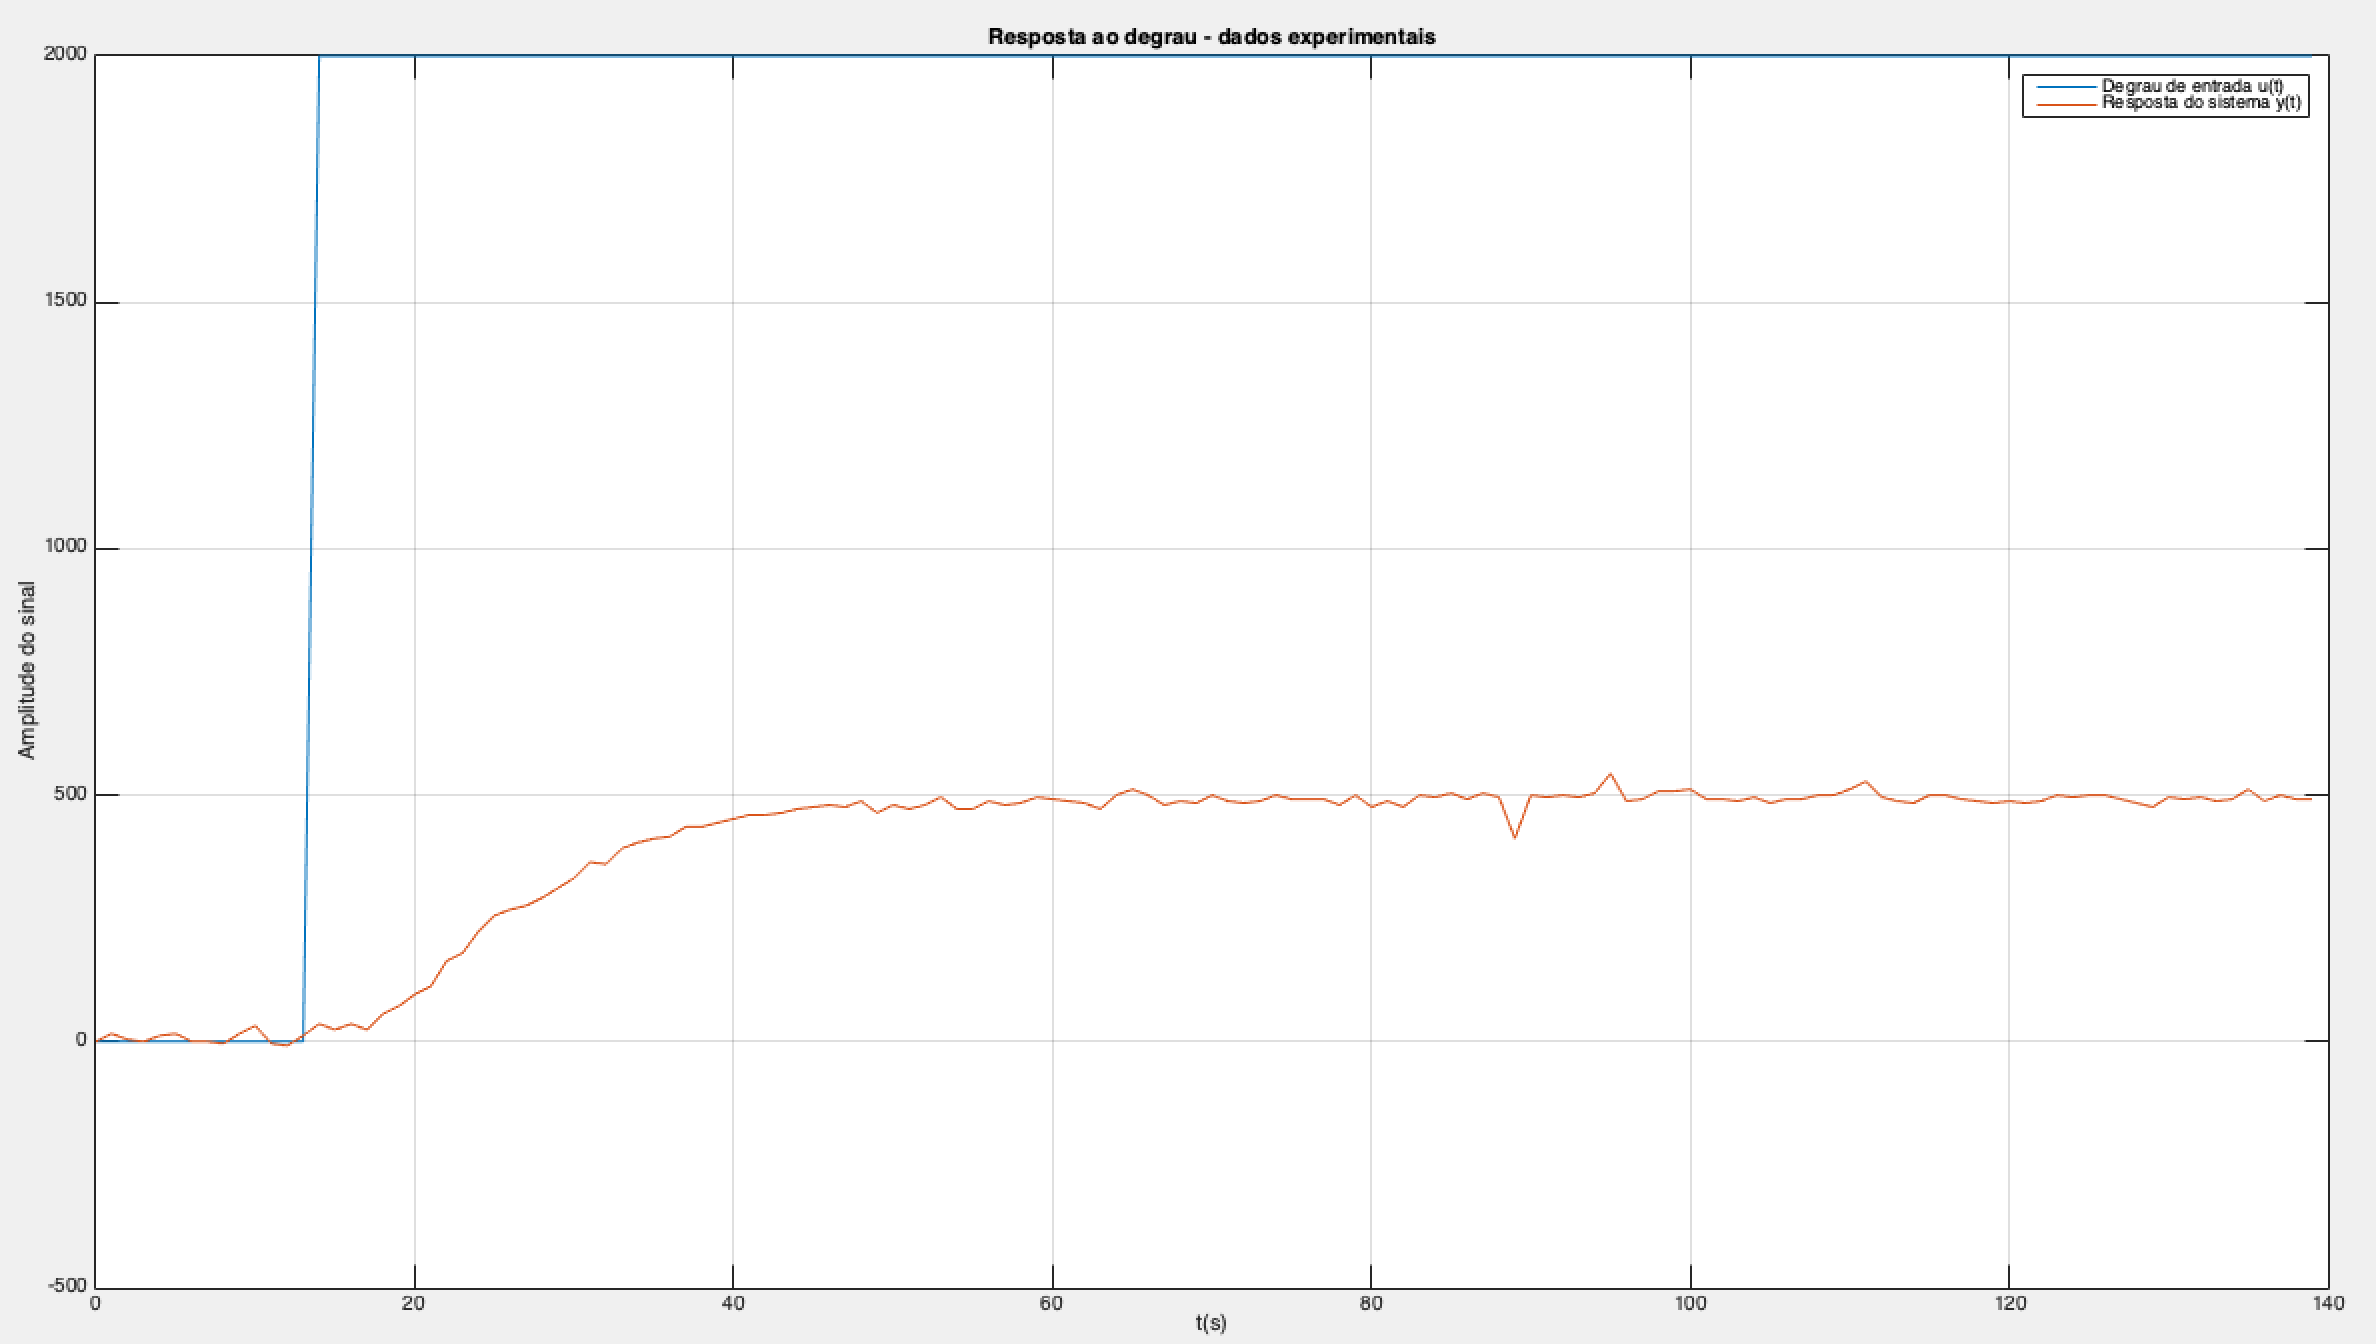 Resposta ao degrau - dados experimentais
2000
1500
1000
500
0
-500
Amplitude do sinal
Degrau de entrada u(t)
Resposta do sistema y(t)
0 20 40 60 80 100 120 140
t(s)